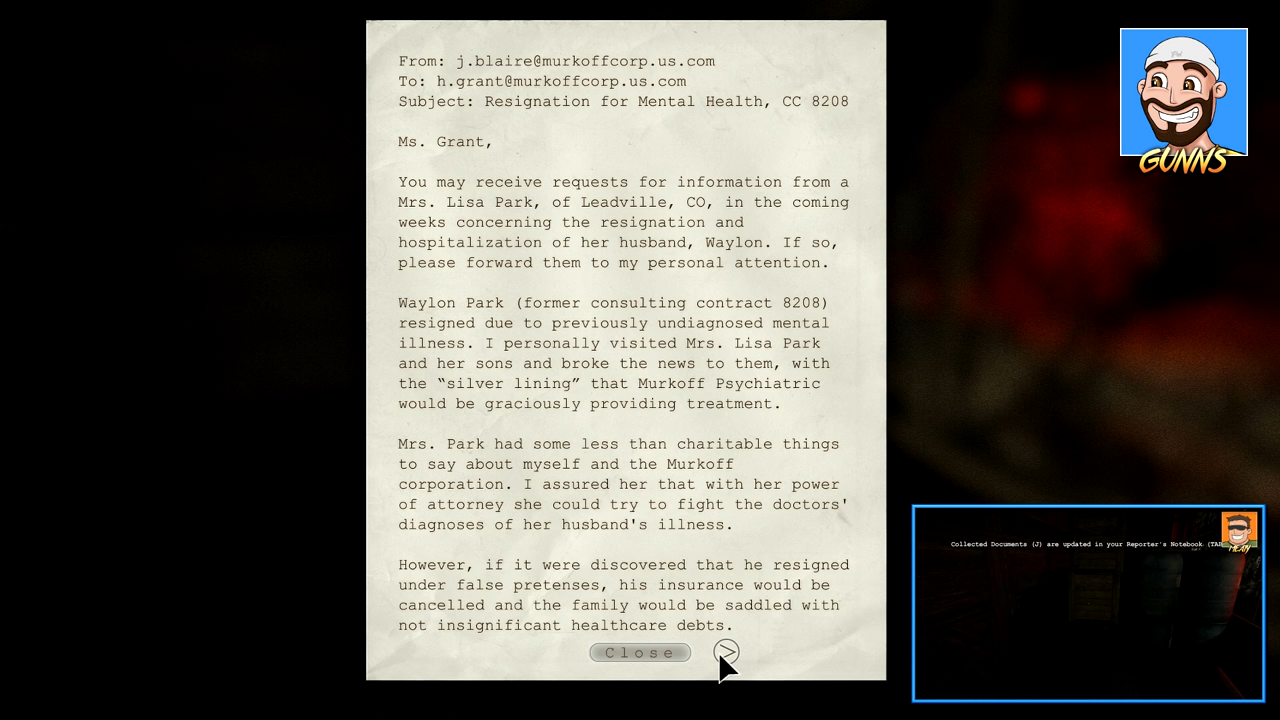 From: j.blaire@murkoffcorp.us.com
To: h.grant@murkoffcorp.us.com
Subject: Resignation for Mental Health, CC 8208
Ms. Grant,
You may receive requests for information from a
Mrs. Lisa Park, of Leadville, CO, in the coming
weeks concerning the resignation and
hospitalization of her husband, Waylon. If so,
please forward them to my personal attention.
Waylon Park (former consulting contract 8208)
resigned due to previously undiagnosed mental
illness. I personally visited Mrs. Lisa Park
and her sons and broke the news to them, with
the “silver lining” that Murkoff Psychiatric
would be graciously providing treatment.
Mrs. Park had some less than charitable things
to say about myself and the Murkoff
corporation. I assured her that with her power
of attorney she could try to fight the doctors'
diagnoses of her husband's illness.
However, if it were discovered that he resigned
under false pretenses, his insurance would be
cancelled and the family would be saddled with
not insignificant healthcare debts.
Close >
GUNNS
Collected Documents (J) are updated in your Reporter's Notebook (TAB